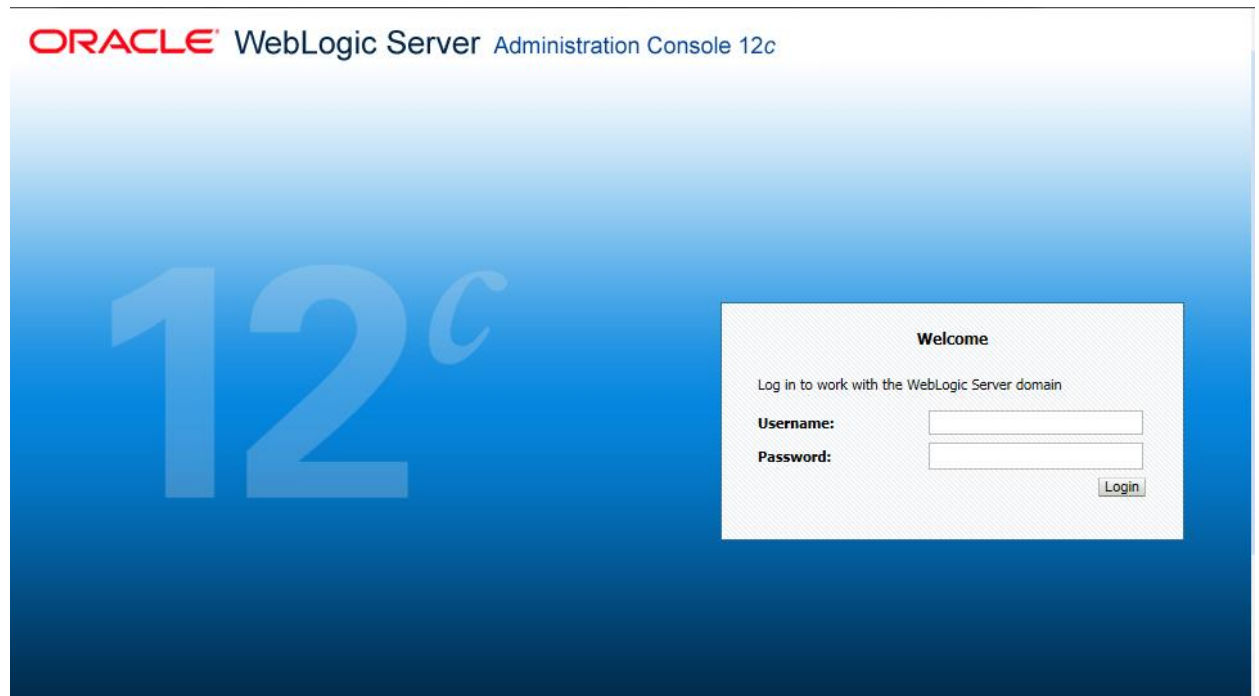 ORACLE WebLogic Server Administration Console 12c
12c
Welcome
Log in to work with the WebLogic Server domain
Username:
Password:
Login